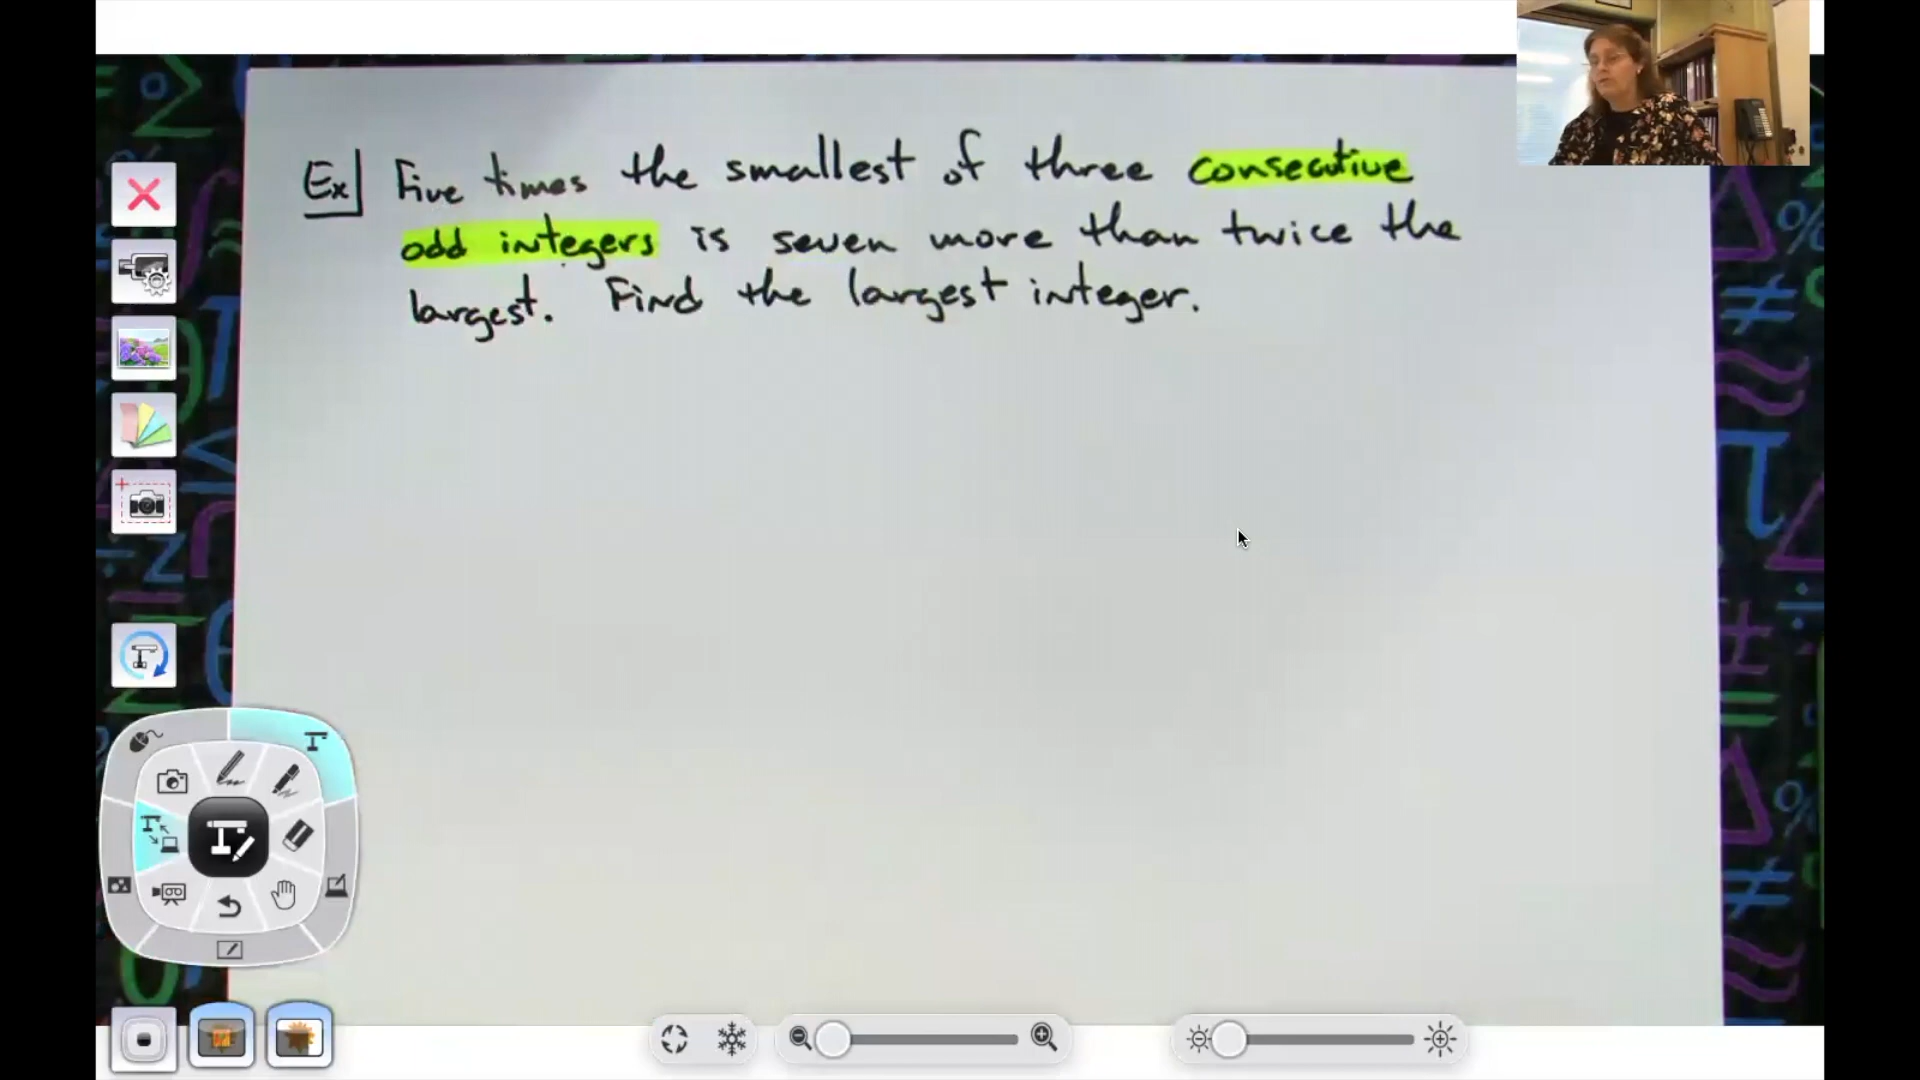 Ex Five times the smallest of three consecutive
odd integers is seven more than twice the
largest. Find the largest integer.